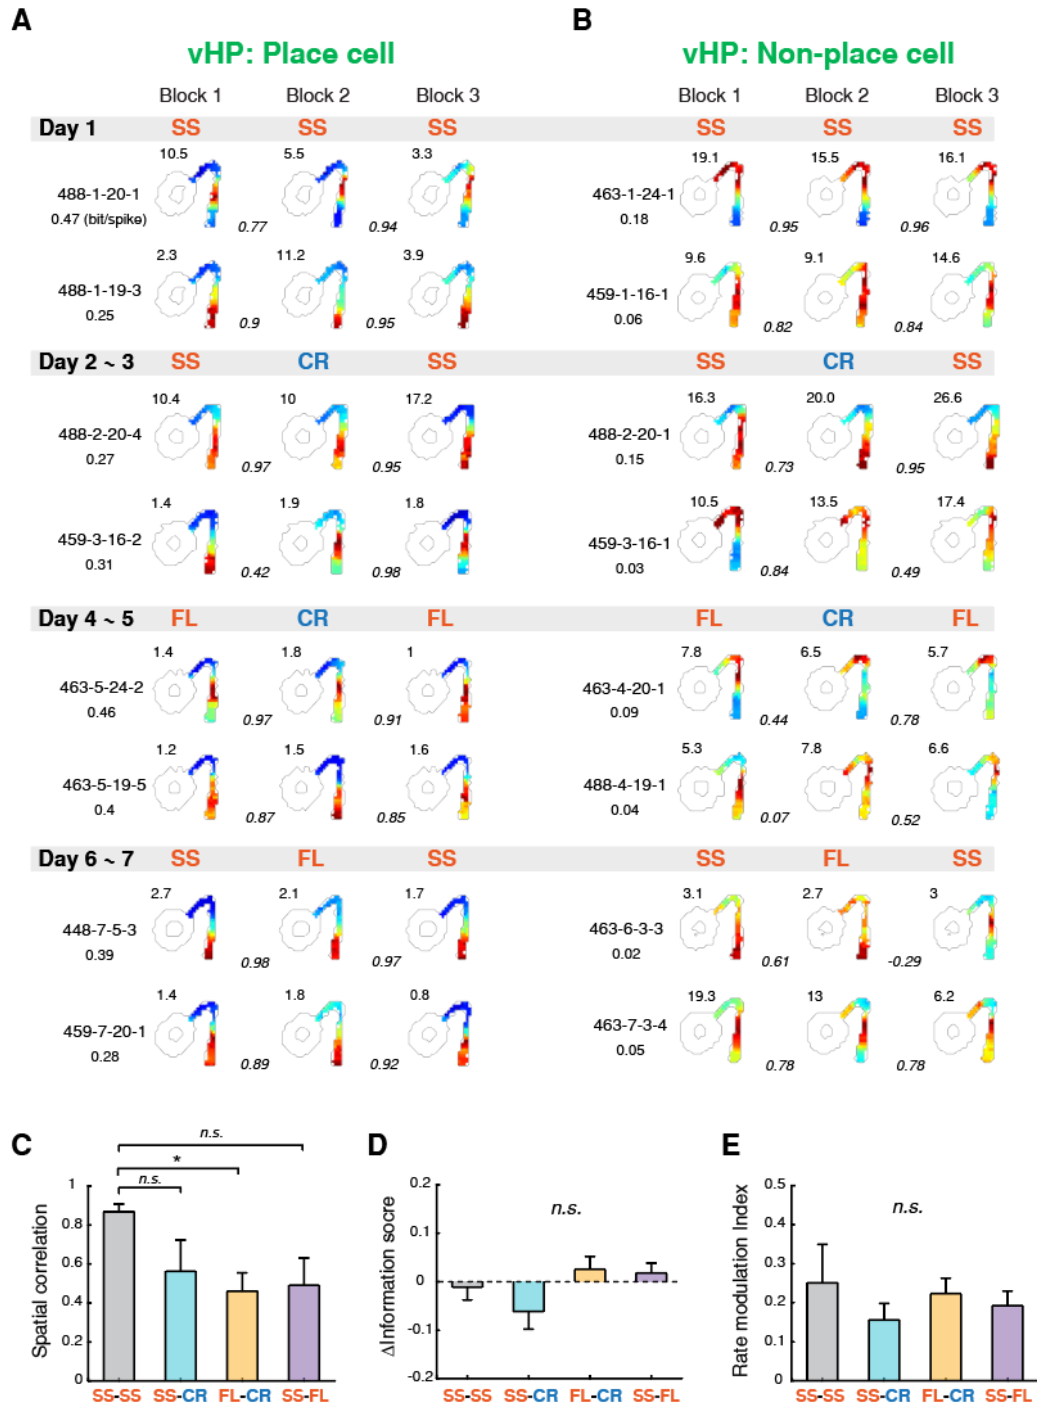 A
B
vHP: Place cell
vHP: Non-place cell
Block 1 Block 2 Block 3 Block 1 Block 2 Block 3
Day 1 SS SS SS SS SS SS
10.5 5.5 3.3 19.1 15.5 16.1
488-1-20-1 463-1-24-1
0.47 (bit/spike) 0.77 0.94 0.18 0.95 0.96
2.3 11.2 3.9 9.6 9.1 14.6
488-1-19-3 459-1-16-1
0.25 0.9 0.95 0.06 0.82 0.84
Day 2 ~ 3 SS CR SS SS CR SS
10.4 10 17.2 16.3 20.0 26.6
488-2-20-4 488-2-20-1
0.27 0.97 0.95 0.15 0.73 0.95
1.4 1.9 1.8 10.5 13.5 17.4
459-3-16-2 459-3-16-1
0.31 0.42 0.98 0.03 0.84 0.49
Day 4 ~ 5 FL CR FL FL CR FL
1.4 1.8 1 7.8 6.5 5.7
463-5-24-2 463-4-20-1
0.46 0.97 0.91 0.09 0.44 0.78
1.2 1.5 1.6 5.3 7.8 6.6
463-5-19-5 488-4-19-1
0.4 0.87 0.85 0.04 0.07 0.52
Day 6 ~ 7 SS FL SS SS FL SS
2.7 2.1 1.7 3.1 2.7 3
448-7-5-3 463-6-3-3
0.39 0.98 0.97 0.02 0.61 -0.29
1.4 1.8 0.8 19.3 13 6.2
459-7-20-1 463-7-3-4
0.28 0.89 0.92 0.05 0.78 0.78
C
n.s.
*
n.s.
Spatial correlation
1
0.8
0.6
0.4
0.2
0
SS-SS SS-CR FL-CR SS-FL
D
n.s.
ΔInformation socre
0.2
0.1
0
-0.1
-0.2
SS-SS SS-CR FL-CR SS-FL
E
n.s.
Rate modulation Index
0.5
0.4
0.3
0.2
0.1
0
SS-SS SS-CR FL-CR SS-FL